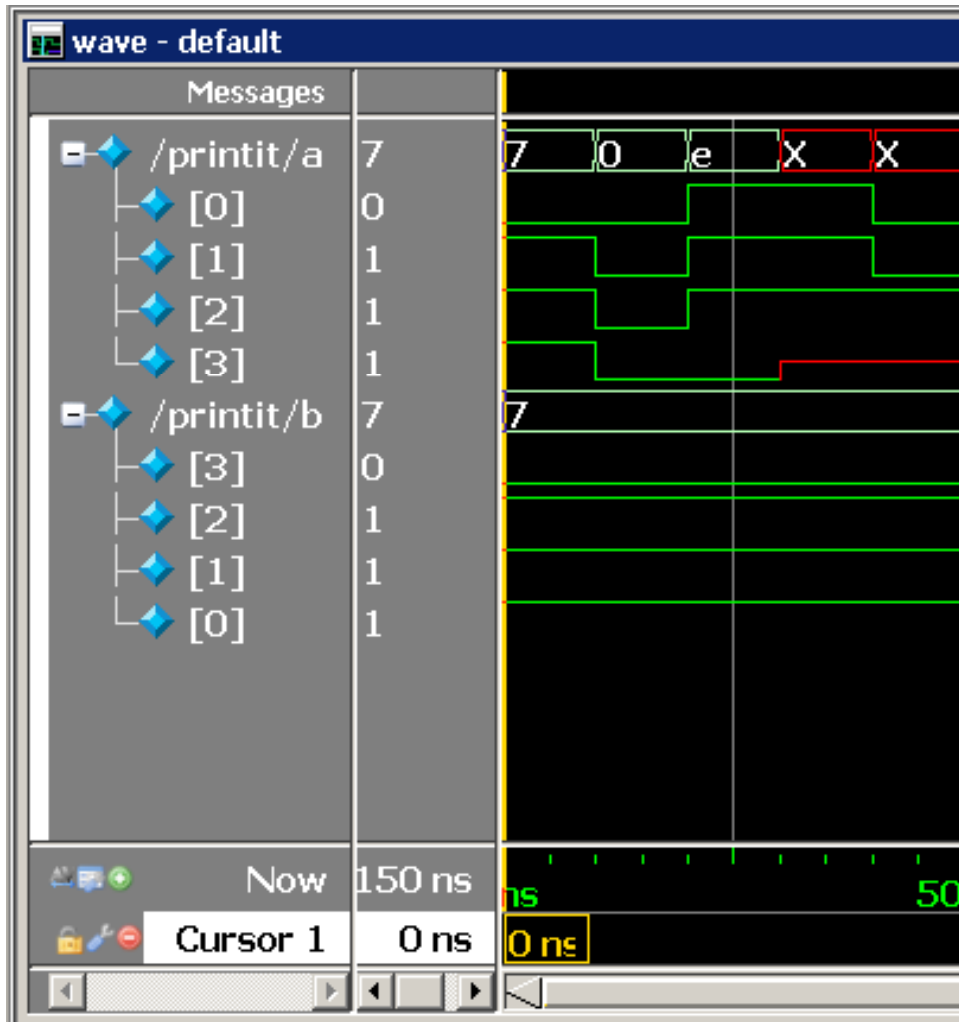 wave - default
Messages
/printit/a 7 7 0 e X X
[0] 0
[1] 1
[2] 1
[3] 1
/printit/b 7 7
[3] 0
[2] 1
[1] 1
[0] 1
Now 150 ns ns 50
Cursor 1 0 ns 0 ns